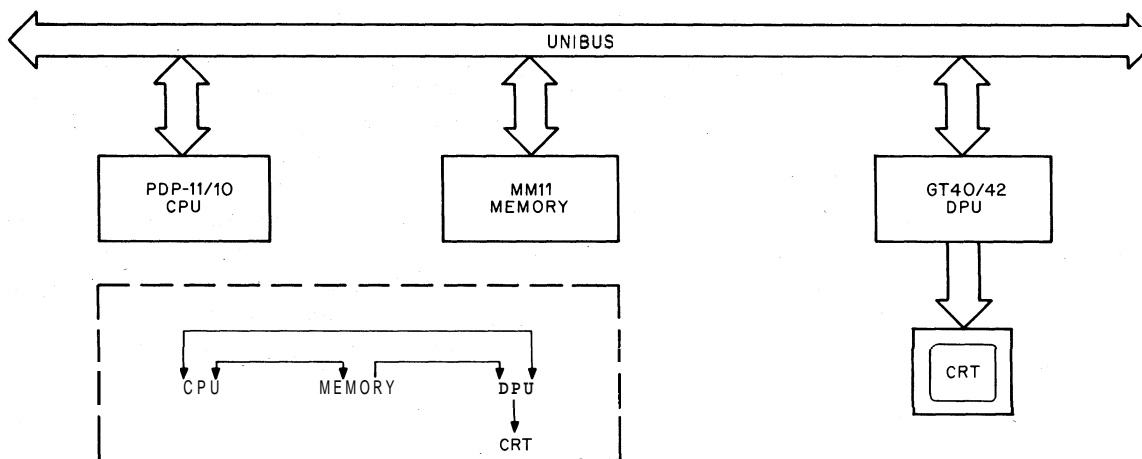 UNIBUS
PDP-11/10
CPU
MM11
MEMORY
GT40/42
DPU
CRT
CPU
MEMORY
DPU
CRT